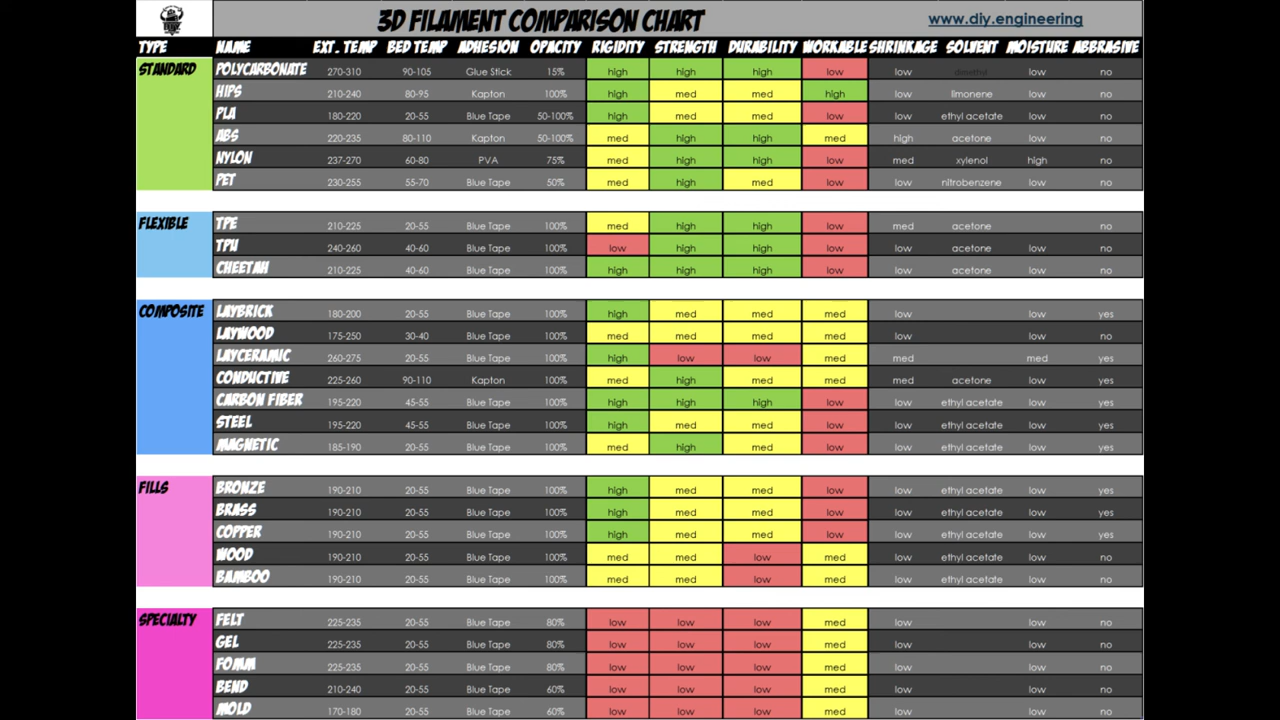 3D FILAMENT COMPARISON CHART www.diy.engineering
TYPE NAME EXT. TEMP BED TEMP ADHESION OPACITY RIGIDITY STRENGTH DURABILITY WORKABLE SHRINKAGE SOLVENT MOISTURE ABBRASIVE
STANDARD POLYCARBONATE 270-310 90-105 Glue Stick 15% high high high low low low no
HIPS 210-240 80-95 Kapton 100% high med med high low limonene low no
PLA 180-220 20-55 Blue Tape 50-100% high med med low low ethyl acetate low no
ABS 220-235 80-110 Kapton 50-100% med high high med high acetone low no
NYLON 237-270 60-80 PVA 75% med high high low med xylenol high no
PET 230-255 55-70 Blue Tape 50% med high med low low nitrobenzene low no
FLEXIBLE TPE 210-225 20-55 Blue Tape 100% med high high low med acetone no
TPU 240-260 40-60 Blue Tape 100% low high high low low acetone low no
CHEETAH 210-225 40-60 Blue Tape 100% high high high low low acetone low no
COMPOSITE LAYBRICK 180-200 20-55 Blue Tape 100% high med med med low low yes
LAYWOOD 175-250 30-40 Blue Tape 100% med med med med low low no
LAYCERAMIC 260-275 20-55 Blue Tape 100% high low low med med med yes
CONDUCTIVE 225-260 90-110 Kapton 100% med high med med med acetone low yes
CARBON FIBER 195-220 45-55 Blue Tape 100% high high high low low ethyl acetate low yes
STEEL 195-220 45-55 Blue Tape 100% high med med low low ethyl acetate low yes
MAGNETIC 185-190 20-55 Blue Tape 100% med high med low low ethyl acetate low yes
FILLS BRONZE 190-210 20-55 Blue Tape 100% high med med low low ethyl acetate low yes
BRASS 190-210 20-55 Blue Tape 100% high med med low low ethyl acetate low yes
COPPER 190-210 20-55 Blue Tape 100% high med med low low ethyl acetate low yes
WOOD 190-210 20-55 Blue Tape 100% med med low med low ethyl acetate low no
BAMBOO 190-210 20-55 Blue Tape 100% med med low med low ethyl acetate low no
SPECIALTY FELT 225-235 20-55 Blue Tape 80% low low low med low low no
GEL 225-235 20-55 Blue Tape 80% low low low med low low no
FOMM 225-235 20-55 Blue Tape 80% low low low med low low no
BEND 210-240 20-55 Blue Tape 60% low low low med low low no
MOLD 170-180 20-55 Blue Tape 60% low low low med low low no